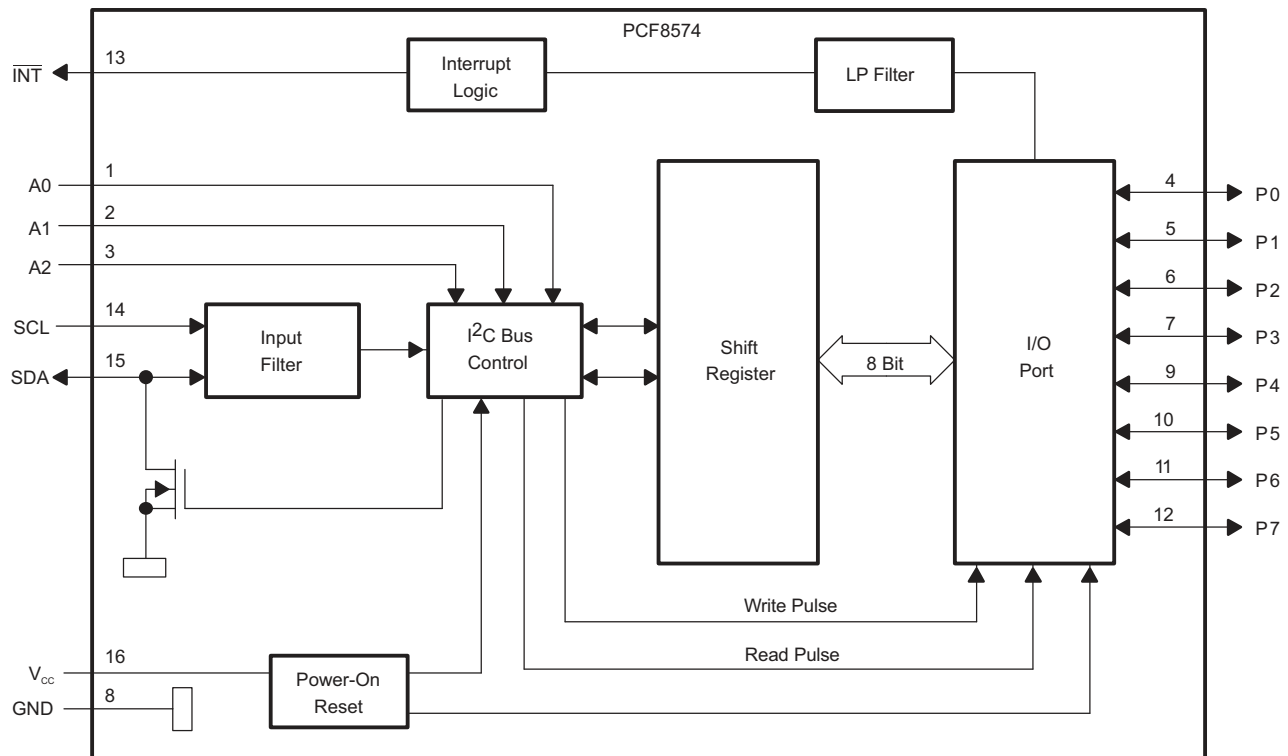 PCF8574
INT
13
Interrupt
Logic
LP Filter
A0
1
A1
2
A2
3
SCL
14
SDA
15
Input
Filter
I2C Bus
Control
Shift
Register
8 Bit
I/O
Port
4
P0
5
P1
6
P2
7
P3
9
P4
10
P5
11
P6
12
P7
Write Pulse
Read Pulse
VCC
16
GND
8
Power-On
Reset